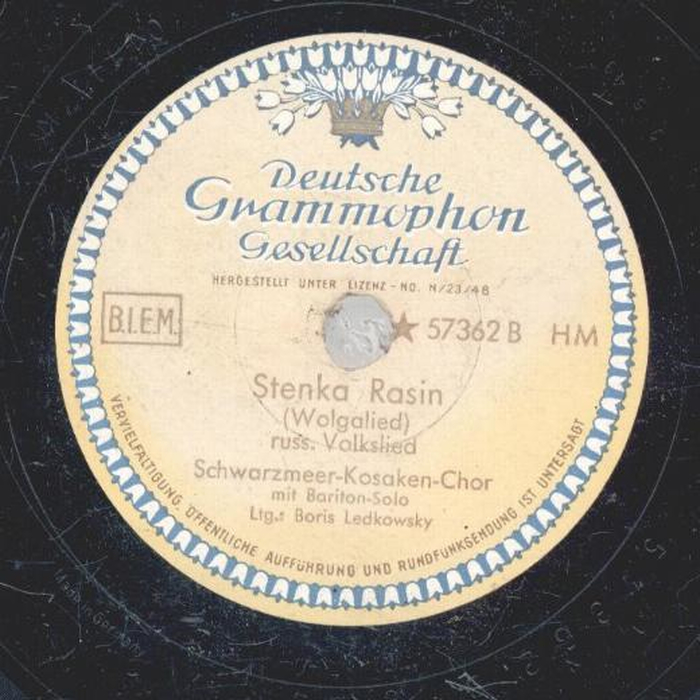 Deutsche
Grammophon
Gesellschaft
HERGESTELLT UNTER LIZENZ-NO. N/23/48
B.I.E.M.
★ 57362 B HM
Stenka Rasin
(Wolgalied)
russ. Volkslied
Schwarzmeer-Kosaken-Chor
mit Bariton-Solo
Ltg.: Boris Ledkowsky
VERVIELFÄLTIGUNG, ÖFFENTLICHE AUFFÜHRUNG UND RUNDFUNKSENDUNG IST UNTERSAGT
Made in Germany